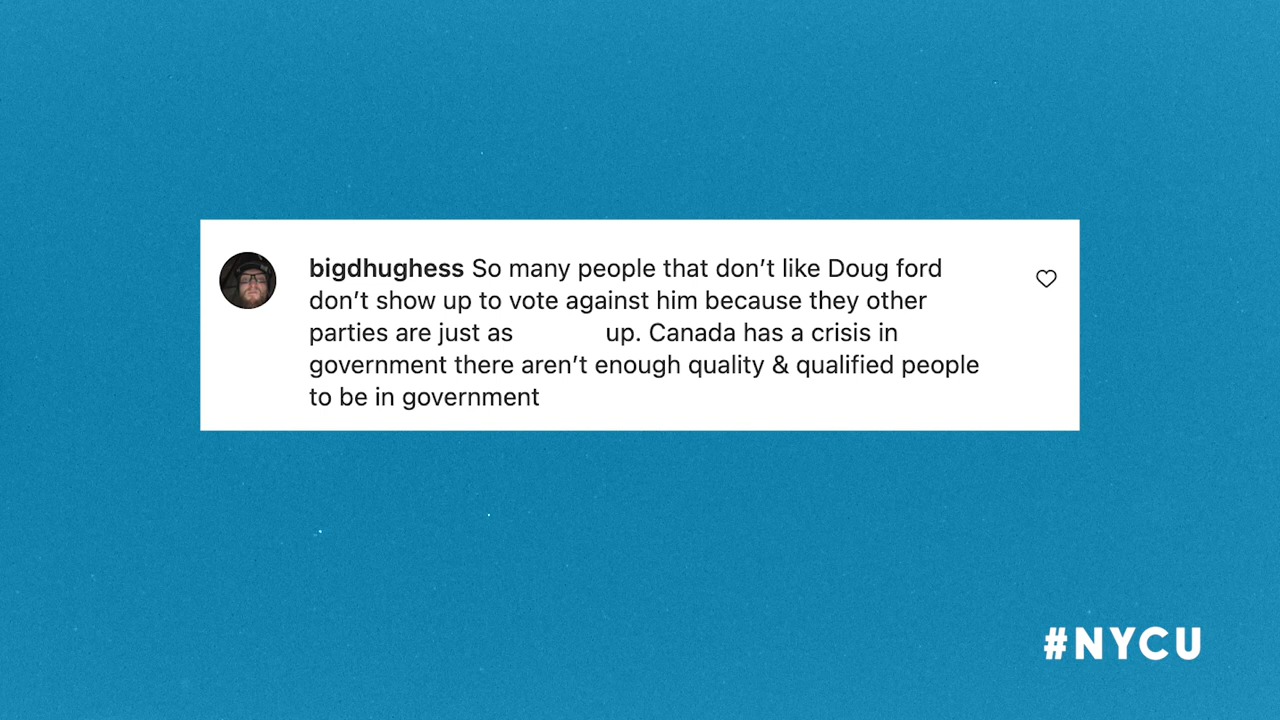 bigdhughess So many people that don’t like Doug ford
don’t show up to vote against him because they other
parties are just as up. Canada has a crisis in
government there aren’t enough quality & qualified people
to be in government
#NYCU